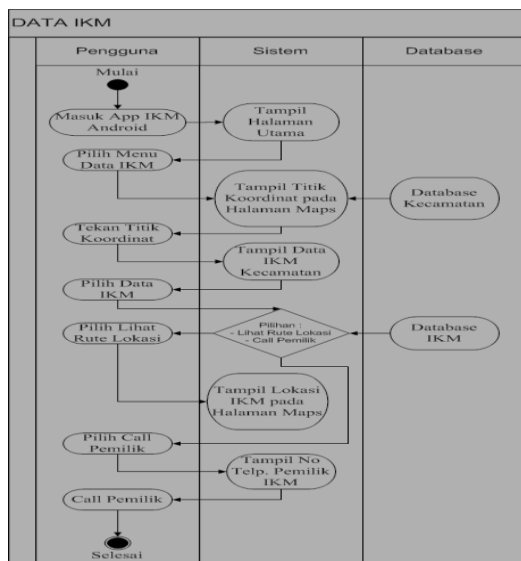 DATA IKM
Pengguna
Sistem
Database
Mulai
Masuk App IKM
Android
Tampil
Halaman
Utama
Pilih Menu
Data IKM
Tampil Titik
Koordinat pada
Halaman Maps
Database
Kecamatan
Tekan Titik
Koordinat
Tampil Data
IKM
Kecamatan
Pilih Data
IKM
Pilihan :
- Lihat Rute Lokasi
- Call Pemilik
Database
IKM
Pilih Lihat
Rute Lokasi
Tampil Lokasi
IKM pada
Halaman Maps
Pilih Call
Pemilik
Tampil No
Telp. Pemilik
IKM
Call Pemilik
Selesai